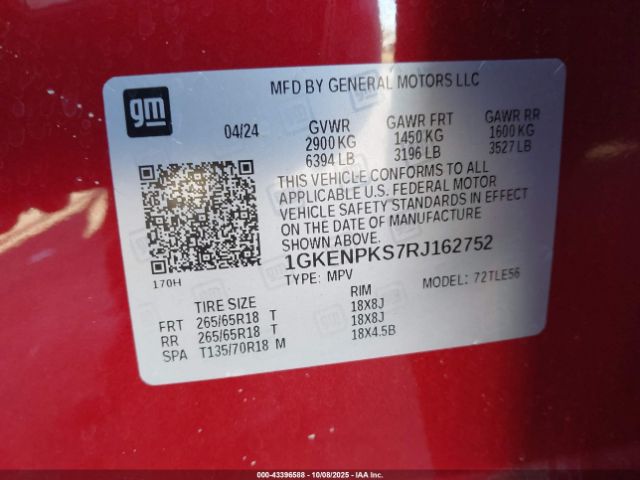 MFD BY GENERAL MOTORS LLC
gm
04/24 GVWR GAWR FRT GAWR RR
2900 KG 1450 KG 1600 KG
6394 LB 3196 LB 3527 LB
THIS VEHICLE CONFORMS TO ALL
APPLICABLE U.S. FEDERAL MOTOR
VEHICLE SAFETY STANDARDS IN EFFECT
ON THE DATE OF MANUFACTURE
SHOWN ABOVE.
1GKENPKS7RJ162752
170H
TYPE: MPV MODEL: 72TLE56
TIRE SIZE RIM
FRT 265/65R18 T 18X8J
RR 265/65R18 T 18X8J
SPA T135/70R18 M 18X4.5B
000-43396588 10/08/2025 IAAI.COM